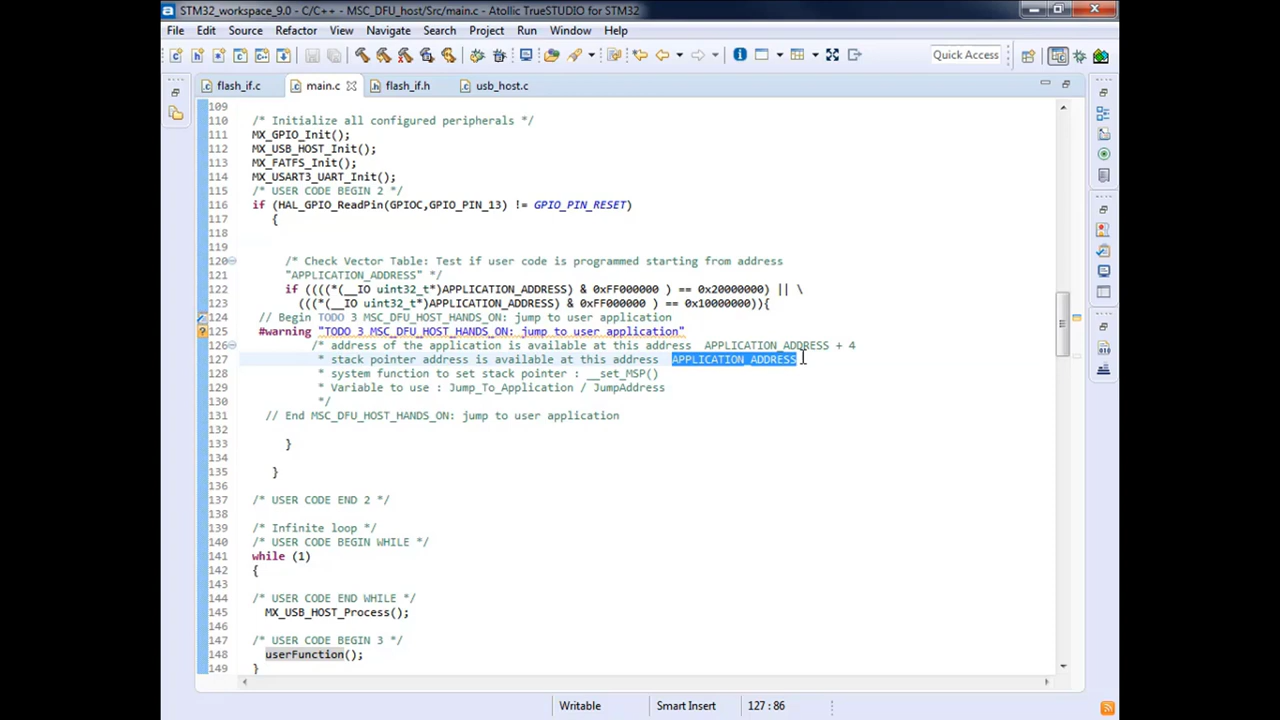 STM32_workspace_9.0 - C/C++ - MSC_DFU_host/Src/main.c - Atollic TrueSTUDIO for STM32
File Edit Source Refactor View Navigate Search Project Run Window Help
Quick Access
flash_if.c main.c flash_if.h usb_host.c
109
110 /* Initialize all configured peripherals */
111 MX_GPIO_Init();
112 MX_USB_HOST_Init();
113 MX_FATFS_Init();
114 MX_USART3_UART_Init();
115 /* USER CODE BEGIN 2 */
116 if (HAL_GPIO_ReadPin(GPIOC,GPIO_PIN_13) != GPIO_PIN_RESET)
117 {
118
119
120 /* Check Vector Table: Test if user code is programmed starting from address
121 "APPLICATION_ADDRESS" */
122 if ((((*(__IO uint32_t*)APPLICATION_ADDRESS) & 0xFF000000 ) == 0x20000000) || \
123 (((*(__IO uint32_t*)APPLICATION_ADDRESS) & 0xFF000000 ) == 0x10000000)){
124 // Begin TODO 3 MSC_DFU_HOST_HANDS_ON: jump to user application
125 #warning "TODO 3 MSC_DFU_HOST_HANDS_ON: jump to user application"
126 /* address of the application is available at this address APPLICATION_ADDRESS + 4
127 * stack pointer address is available at this address APPLICATION_ADDRESS
128 * system function to set stack pointer : __set_MSP()
129 * Variable to use : Jump_To_Application / JumpAddress
130 */
131 // End MSC_DFU_HOST_HANDS_ON: jump to user application
132
133 }
134
135 }
136
137 /* USER CODE END 2 */
138
139 /* Infinite loop */
140 /* USER CODE BEGIN WHILE */
141 while (1)
142 {
143
144 /* USER CODE END WHILE */
145 MX_USB_HOST_Process();
146
147 /* USER CODE BEGIN 3 */
148 userFunction();
149 }
Writable Smart Insert 127 : 86